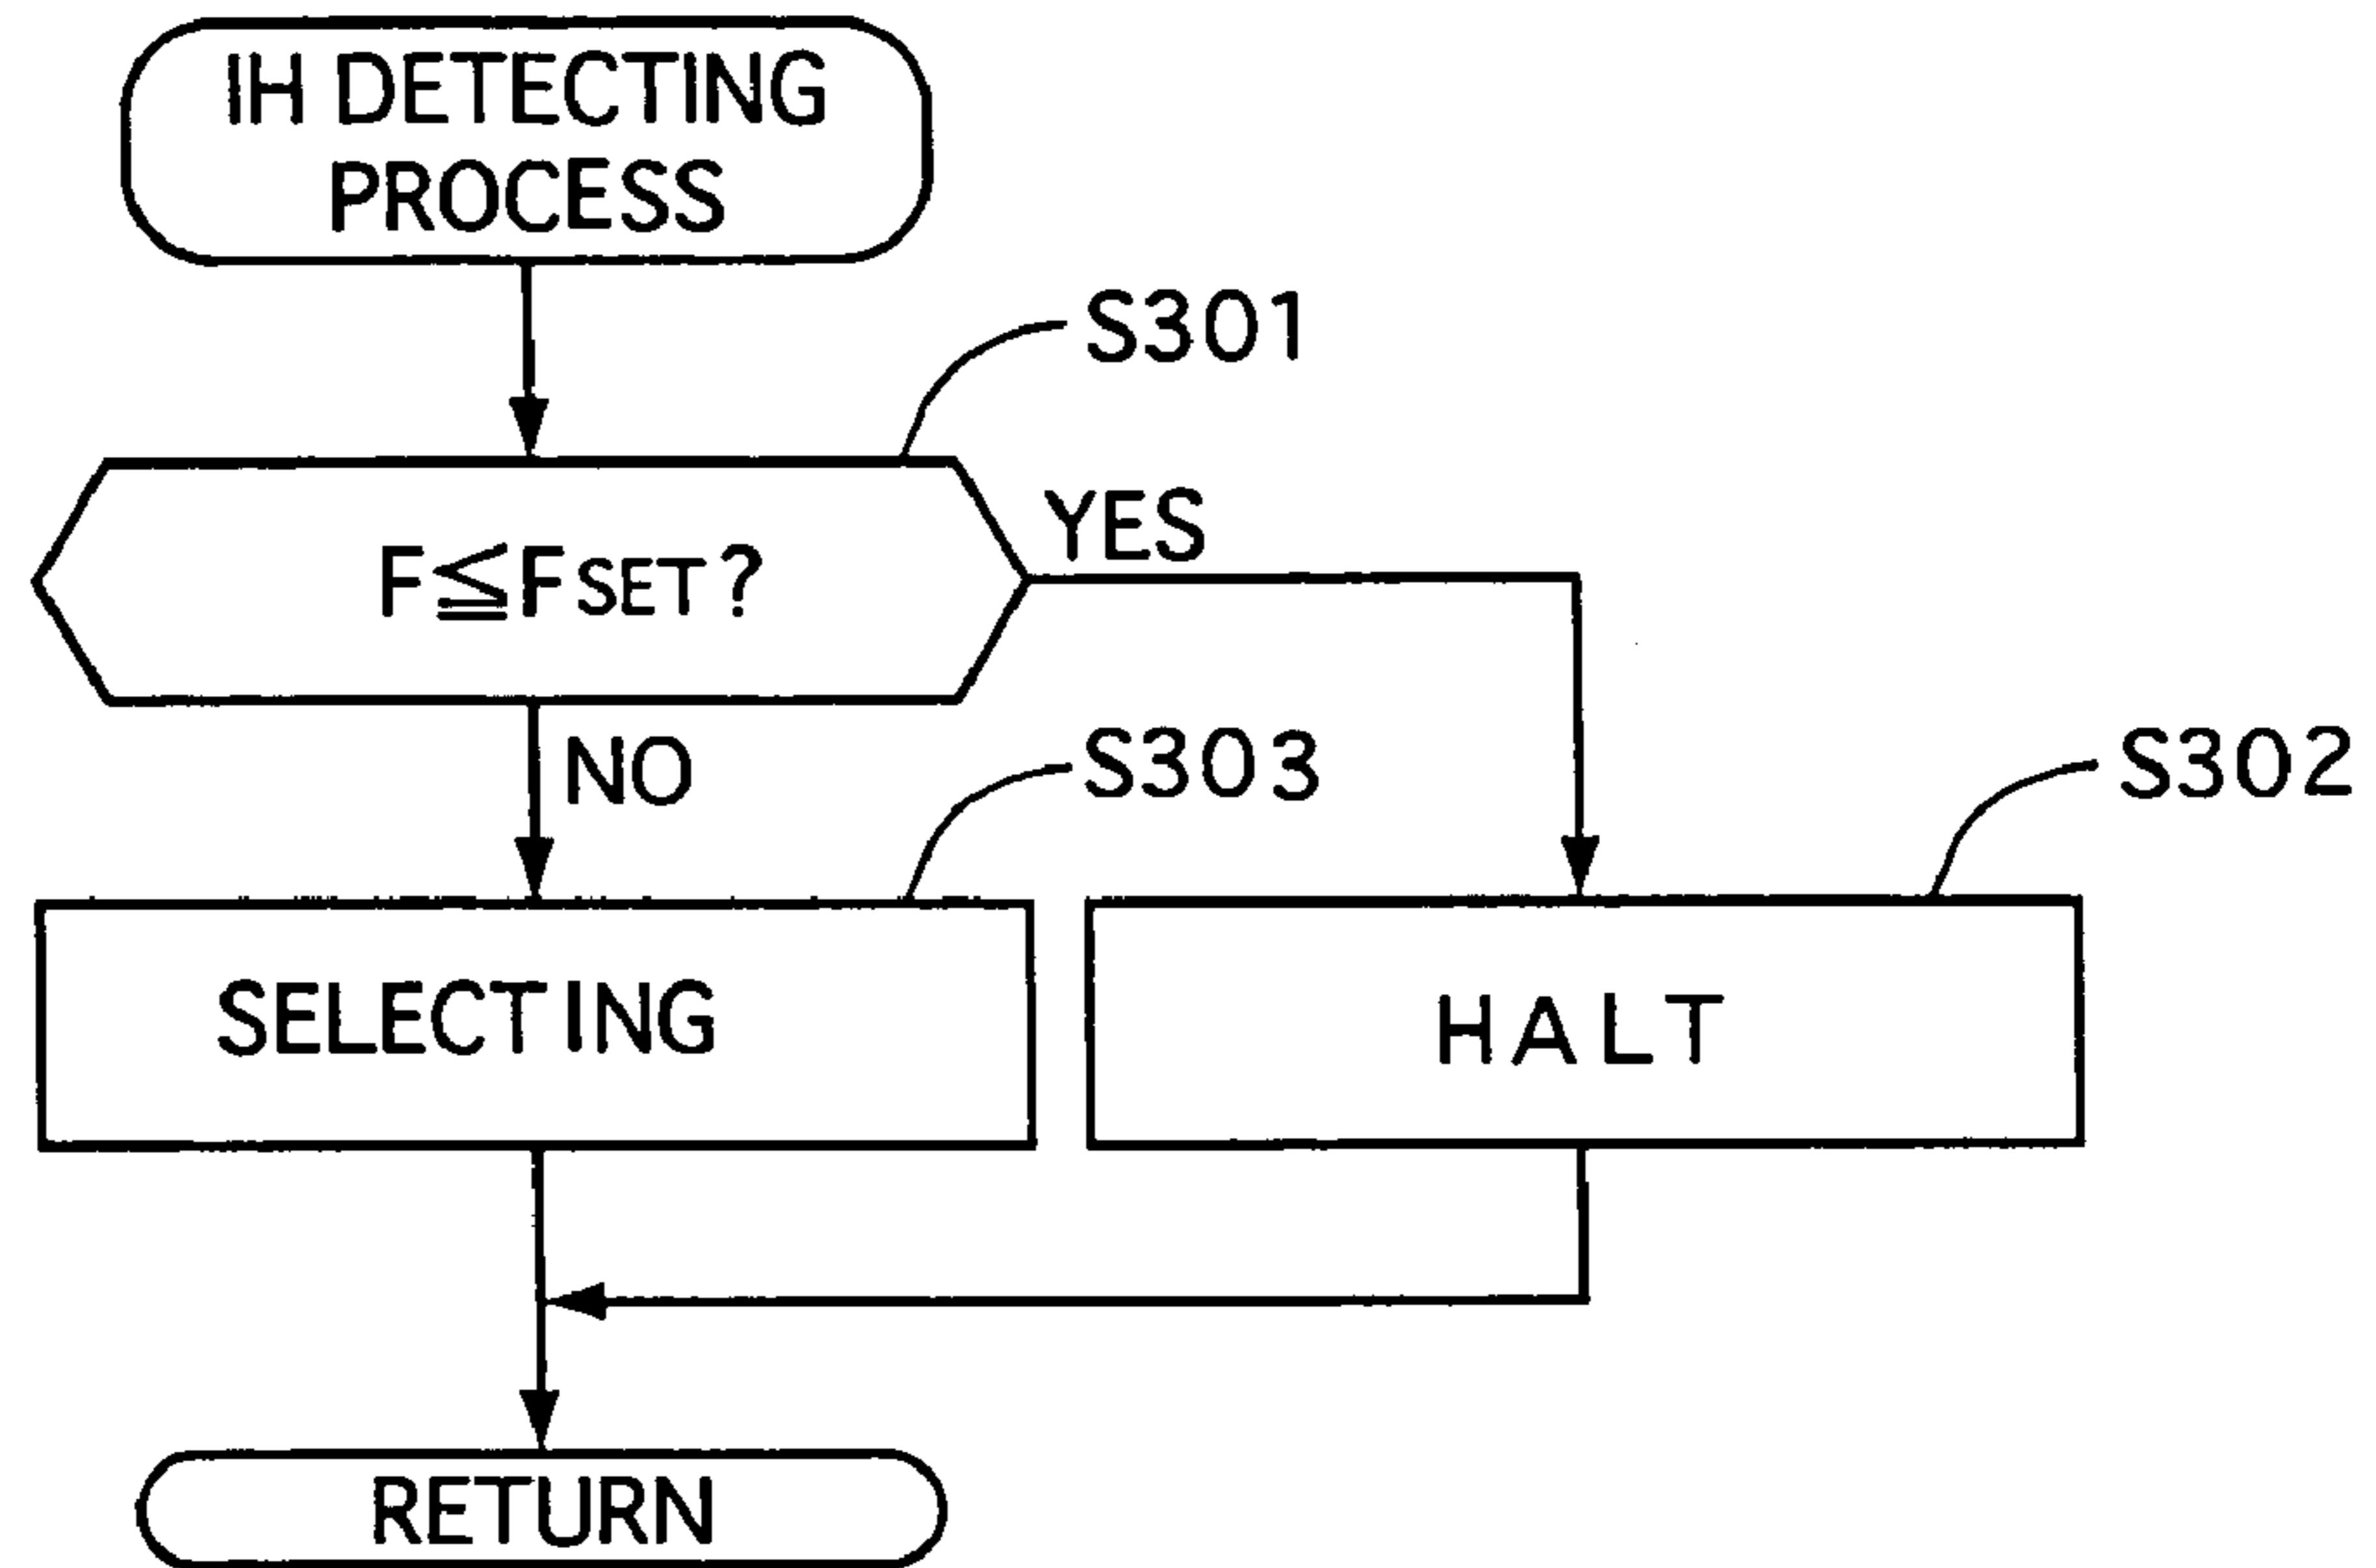 IH DETECTING
PROCESS
S301
F≦FSET?
YES
NO
S303
S302
SELECTING
HALT
RETURN